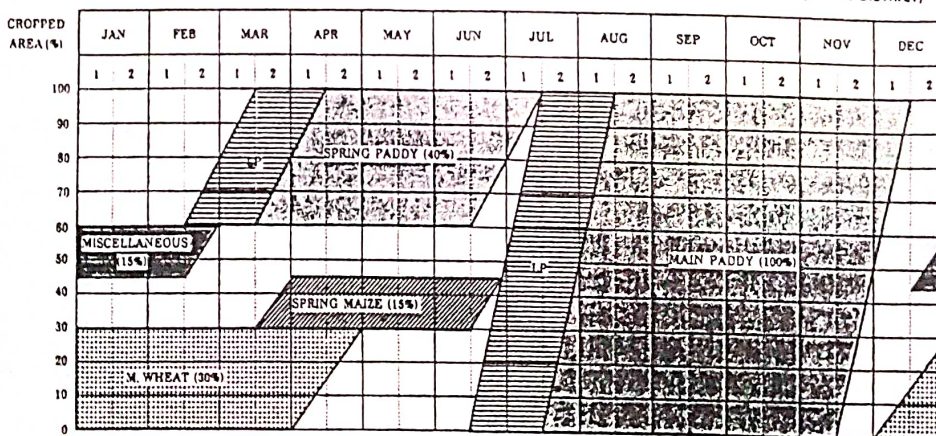 CROPPED
AREA (%)
JAN FEB MAR APR MAY JUN JUL AUG SEP OCT NOV DEC
1 2 1 2 1 2 1 2 1 2 1 2 1 2 1 2 1 2 1 2 1 2 1 2
100
90
80
70
60
50
40
30
20
10
0
LP
SPRING PADDY (40%)
MISCELLANEOUS
(15%)
LP
MAIN PADDY (100%)
SPRING MAIZE (15%)
M. WHEAT (30%)